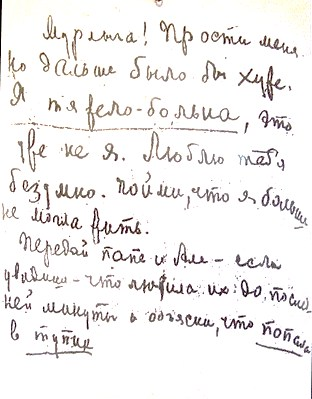 Мурлыга! Прости меня
но дальше было бы хуже.
Я тяжело-больна, это
уже не я. Люблю тебя
безумно. Пойми, что я больше
не могла жить.
Передай папе и Але – если
увидишь – что любила их до послед-
ней минуты и объясни, что попала
в тупик